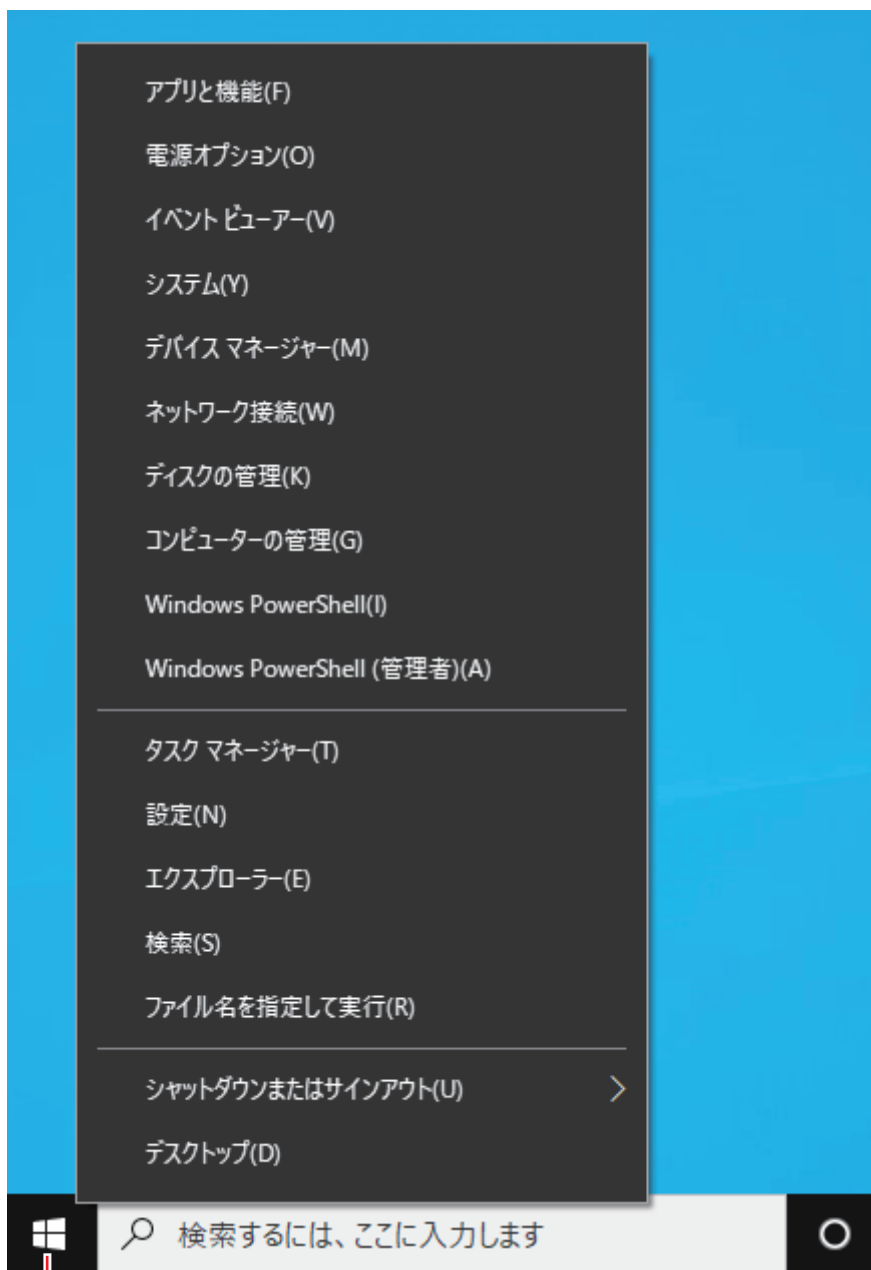 アプリと機能(F)
電源オプション(O)
イベント ビューアー(V)
システム(Y)
デバイス マネージャー(M)
ネットワーク接続(W)
ディスクの管理(K)
コンピューターの管理(G)
Windows PowerShell(I)
Windows PowerShell (管理者)(A)
タスク マネージャー(T)
設定(N)
エクスプローラー(E)
検索(S)
ファイル名を指定して実行(R)
シャットダウンまたはサインアウト(U)
デスクトップ(D)
検索するには、ここに入力します